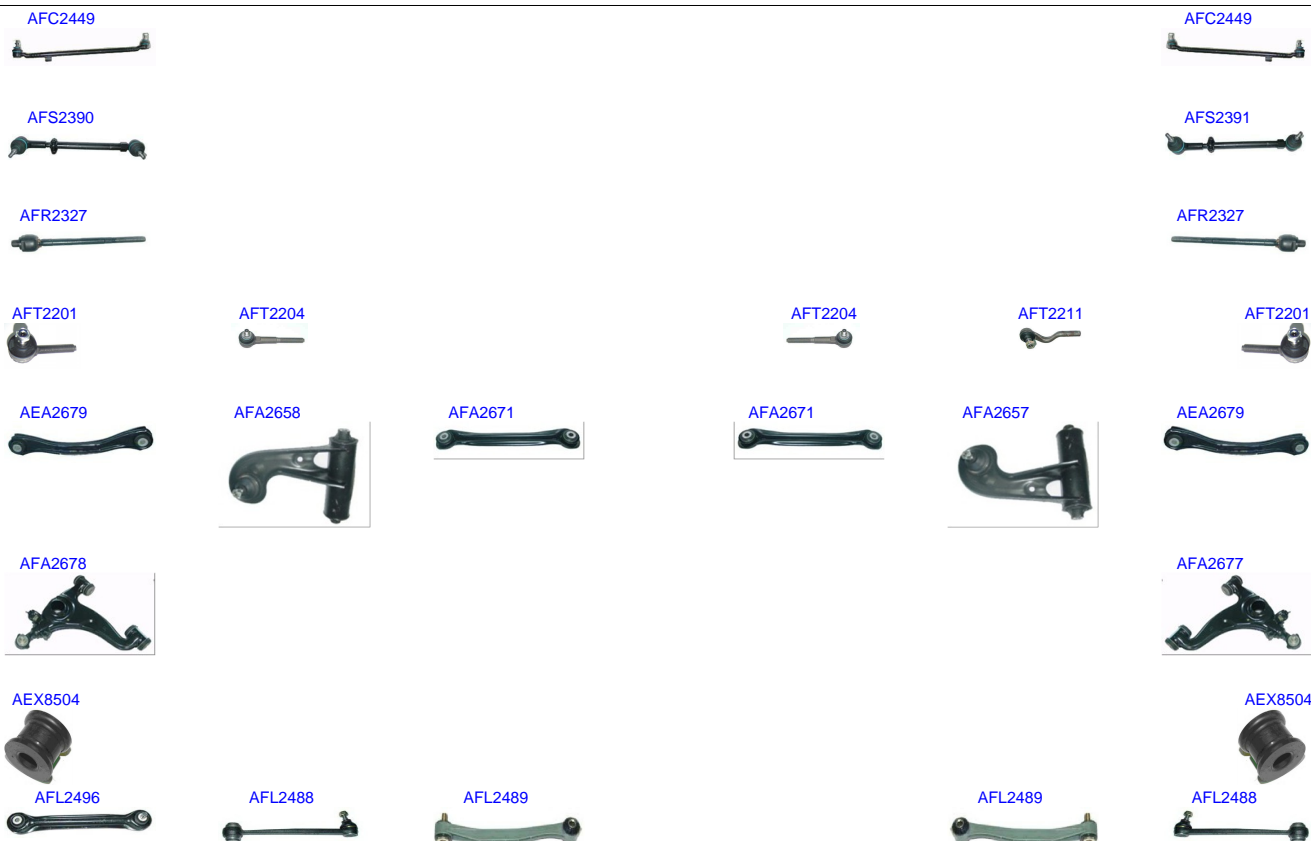 AFC2449 AFC2449
AFS2390 AFS2391
AFR2327 AFR2327
AFT2201 AFT2204 AFT2204 AFT2211 AFT2201
AEA2679 AFA2658 AFA2671 AFA2671 AFA2657 AEA2679
AFA2678 AFA2677
AEX8504 AEX8504
AFL2496 AFL2488 AFL2489 AFL2489 AFL2488